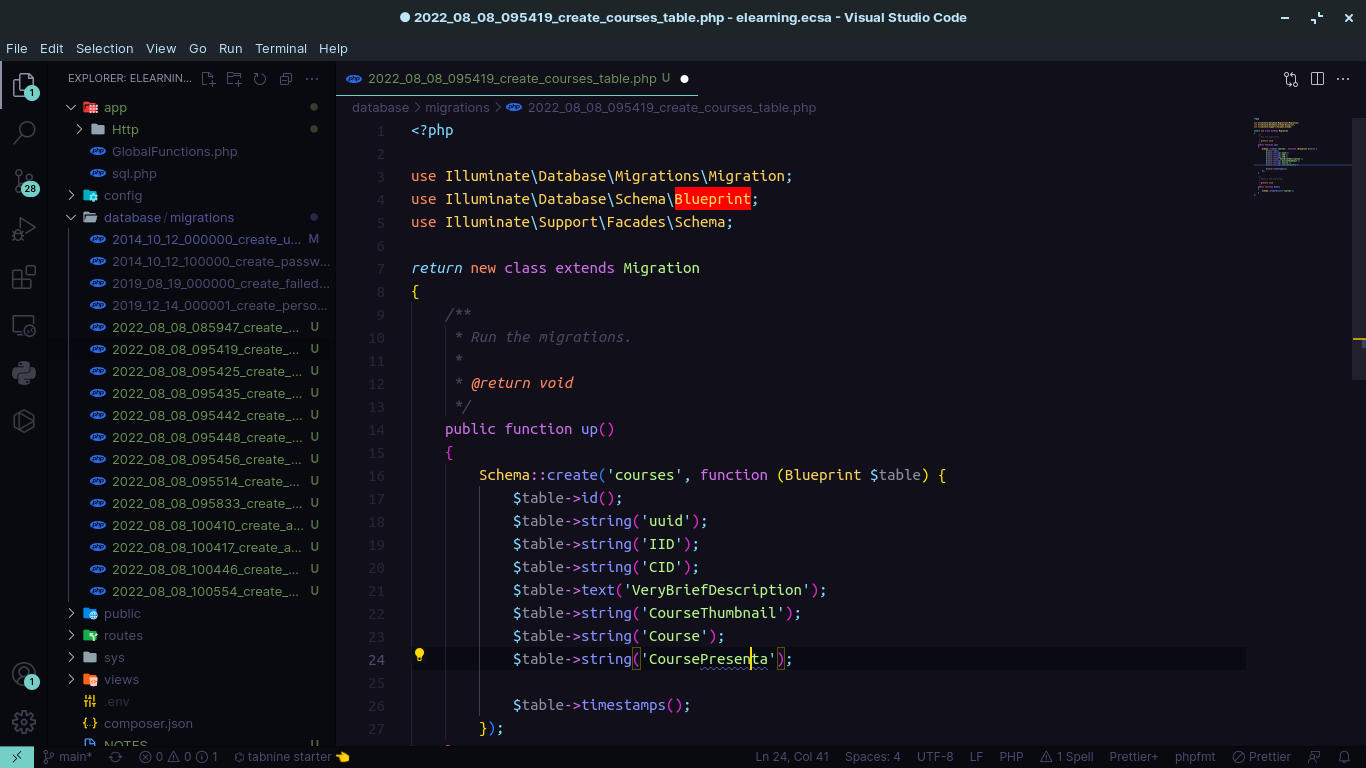 2022_08_08_095419_create_courses_table.php - elearning.ecsa - Visual Studio Code
File Edit Selection View Go Run Terminal Help
EXPLORER: ELEARNIN...
2022_08_08_095419_create_courses_table.php U
database > migrations > 2022_08_08_095419_create_courses_table.php
app
Http
GlobalFunctions.php
sql.php
config
database / migrations
2014_10_12_000000_create_u... M
2014_10_12_100000_create_passw...
2019_08_19_000000_create_failed...
2019_12_14_000001_create_perso...
2022_08_08_085947_create_... U
2022_08_08_095419_create_... U
2022_08_08_095425_create_... U
2022_08_08_095435_create_... U
2022_08_08_095442_create_... U
2022_08_08_095448_create_... U
2022_08_08_095456_create_... U
2022_08_08_095514_create_... U
2022_08_08_095833_create_... U
2022_08_08_100410_create_a... U
2022_08_08_100417_create_a... U
2022_08_08_100446_create_... U
2022_08_08_100554_create_... U
public
routes
sys
views
.env
composer.json
NOTES
1
28
1
1 <?php
2
3 use Illuminate\Database\Migrations\Migration;
4 use Illuminate\Database\Schema\Blueprint;
5 use Illuminate\Support\Facades\Schema;
6
7 return new class extends Migration
8 {
9 /**
10 * Run the migrations.
11 *
12 * @return void
13 */
14 public function up()
15 {
16 Schema::create('courses', function (Blueprint $table) {
17 $table->id();
18 $table->string('uuid');
19 $table->string('IID');
20 $table->string('CID');
21 $table->text('VeryBriefDescription');
22 $table->string('CourseThumbnail');
23 $table->string('Course');
24 $table->string('CoursePresenta');
25
26 $table->timestamps();
27 });
main* 0 0 1 tabnine starter Ln 24, Col 41 Spaces: 4 UTF-8 LF PHP 1 Spell Prettier+ phpfmt Prettier